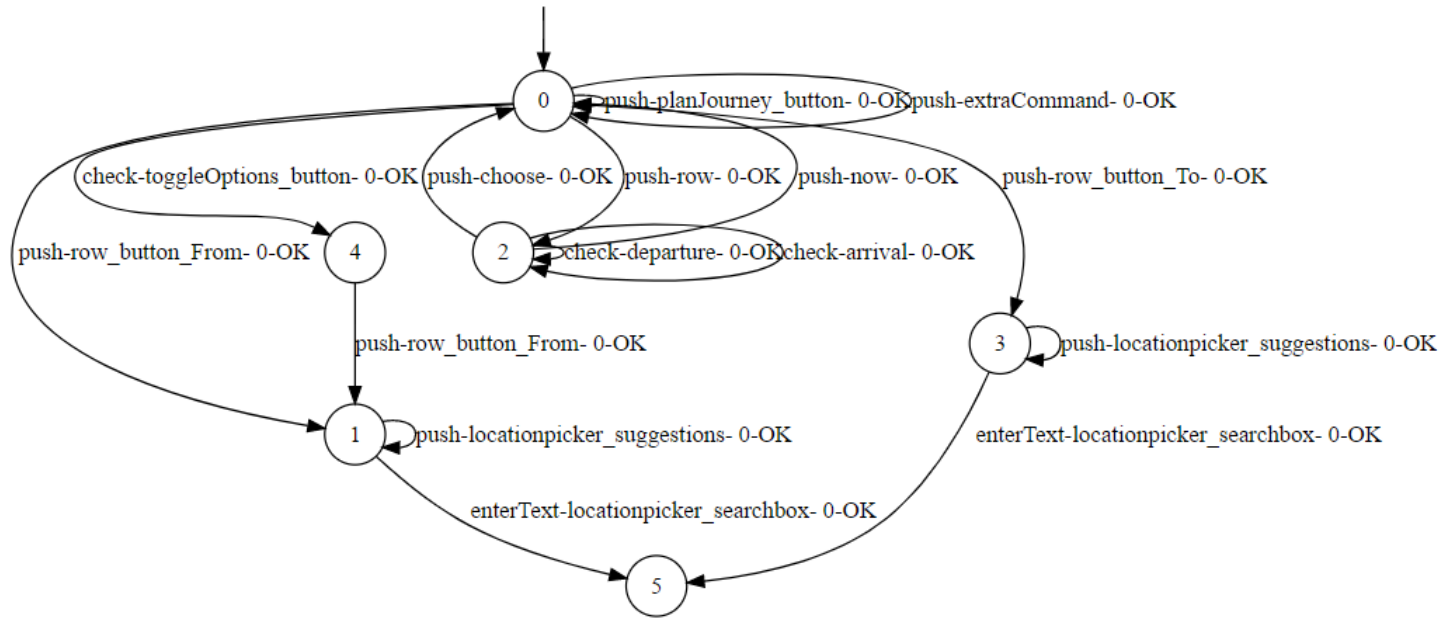 0
push-planJourney_button- 0-OK
push-extraCommand- 0-OK
check-toggleOptions_button- 0-OK
push-choose- 0-OK
push-row- 0-OK
push-now- 0-OK
push-row_button_To- 0-OK
push-row_button_From- 0-OK
4
2
check-departure- 0-OK
check-arrival- 0-OK
push-row_button_From- 0-OK
3
push-locationpicker_suggestions- 0-OK
1
push-locationpicker_suggestions- 0-OK
enterText-locationpicker_searchbox- 0-OK
enterText-locationpicker_searchbox- 0-OK
5